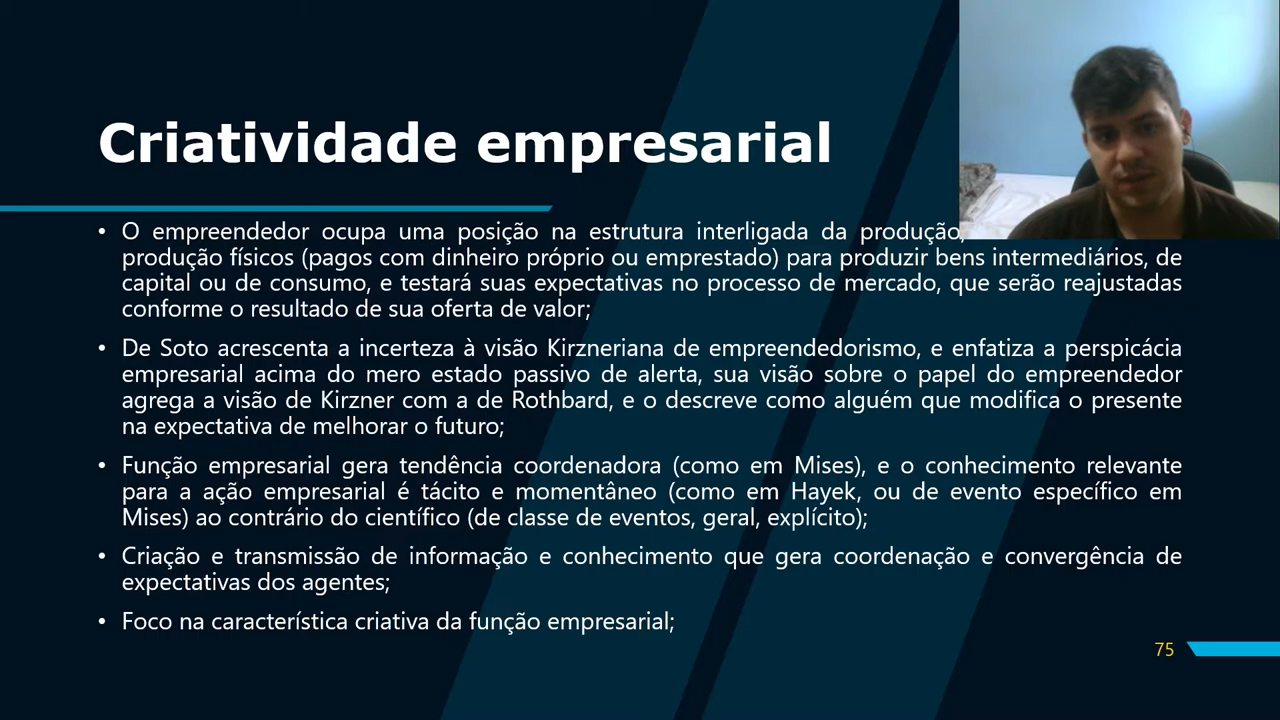 Criatividade empresarial
• O empreendedor ocupa uma posição na estrutura interligada da produção,
produção físicos (pagos com dinheiro próprio ou emprestado) para produzir bens intermediários, de
capital ou de consumo, e testará suas expectativas no processo de mercado, que serão reajustadas
conforme o resultado de sua oferta de valor;
• De Soto acrescenta a incerteza à visão Kirzneriana de empreendedorismo, e enfatiza a perspicácia
empresarial acima do mero estado passivo de alerta, sua visão sobre o papel do empreendedor
agrega a visão de Kirzner com a de Rothbard, e o descreve como alguém que modifica o presente
na expectativa de melhorar o futuro;
• Função empresarial gera tendência coordenadora (como em Mises), e o conhecimento relevante
para a ação empresarial é tácito e momentâneo (como em Hayek, ou de evento específico em
Mises) ao contrário do científico (de classe de eventos, geral, explícito);
• Criação e transmissão de informação e conhecimento que gera coordenação e convergência de
expectativas dos agentes;
• Foco na característica criativa da função empresarial;
75